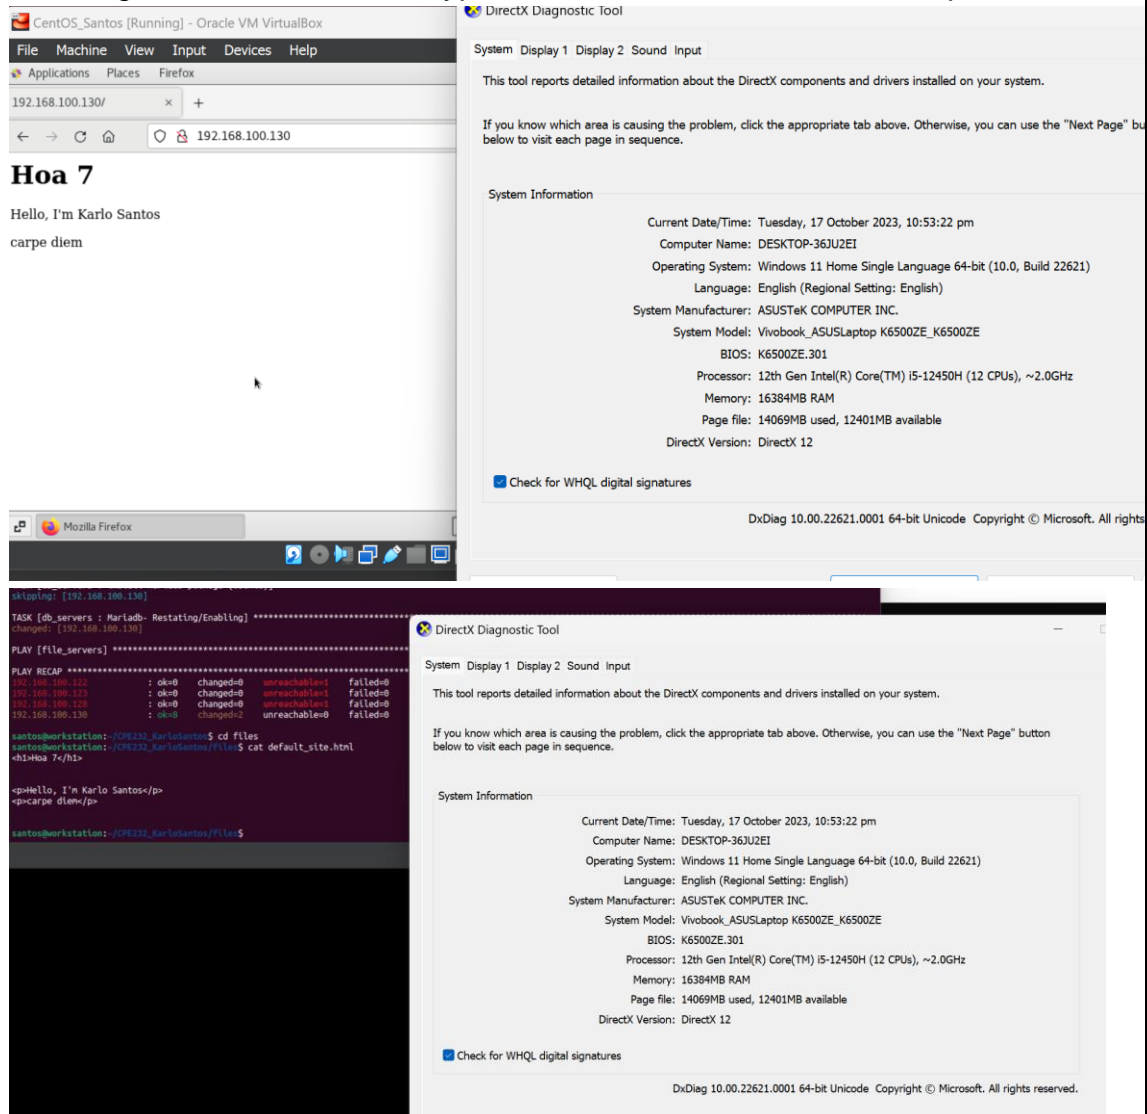 CentOS_Santos [Running] - Oracle VM VirtualBox
File Machine View Input Devices Help
Applications Places Firefox
192.168.100.130/ × +
192.168.100.130
Hoa 7
Hello, I'm Karlo Santos
carpe diem
Mozilla Firefox
DirectX Diagnostic Tool
System Display 1 Display 2 Sound Input
This tool reports detailed information about the DirectX components and drivers installed on your system.
If you know which area is causing the problem, click the appropriate tab above. Otherwise, you can use the "Next Page" bu
below to visit each page in sequence.
System Information
Current Date/Time: Tuesday, 17 October 2023, 10:53:22 pm
Computer Name: DESKTOP-36JU2EI
Operating System: Windows 11 Home Single Language 64-bit (10.0, Build 22621)
Language: English (Regional Setting: English)
System Manufacturer: ASUSTeK COMPUTER INC.
System Model: Vivobook_ASUSLaptop K6500ZE_K6500ZE
BIOS: K6500ZE.301
Processor: 12th Gen Intel(R) Core(TM) i5-12450H (12 CPUs), ~2.0GHz
Memory: 16384MB RAM
Page file: 14069MB used, 12401MB available
DirectX Version: DirectX 12
Check for WHQL digital signatures
DxDiag 10.00.22621.0001 64-bit Unicode Copyright © Microsoft. All rights
skipping: [192.168.100.130]
TASK [db_servers : Mariadb- Restating/Enabling] ************************************
changed: [192.168.100.130]
PLAY [file_servers] ************************************************************
PLAY RECAP *********************************************************************
192.168.100.122 : ok=0 changed=0 unreachable=1 failed=0
192.168.100.123 : ok=0 changed=0 unreachable=1 failed=0
192.168.100.128 : ok=0 changed=0 unreachable=1 failed=0
192.168.100.130 : ok=8 changed=2 unreachable=0 failed=0
santos@workstation:~/CPE232_KarloSantos$ cd files
santos@workstation:~/CPE232_KarloSantos/files$ cat default_site.html
<h1>Hoa 7</h1>
<p>Hello, I'm Karlo Santos</p>
<p>carpe diem</p>
santos@workstation:~/CPE232_KarloSantos/files$
DirectX Diagnostic Tool
System Display 1 Display 2 Sound Input
This tool reports detailed information about the DirectX components and drivers installed on your system.
If you know which area is causing the problem, click the appropriate tab above. Otherwise, you can use the "Next Page" button
below to visit each page in sequence.
System Information
Current Date/Time: Tuesday, 17 October 2023, 10:53:22 pm
Computer Name: DESKTOP-36JU2EI
Operating System: Windows 11 Home Single Language 64-bit (10.0, Build 22621)
Language: English (Regional Setting: English)
System Manufacturer: ASUSTeK COMPUTER INC.
System Model: Vivobook_ASUSLaptop K6500ZE_K6500ZE
BIOS: K6500ZE.301
Processor: 12th Gen Intel(R) Core(TM) i5-12450H (12 CPUs), ~2.0GHz
Memory: 16384MB RAM
Page file: 14069MB used, 12401MB available
DirectX Version: DirectX 12
Check for WHQL digital signatures
DxDiag 10.00.22621.0001 64-bit Unicode Copyright © Microsoft. All rights reserved.